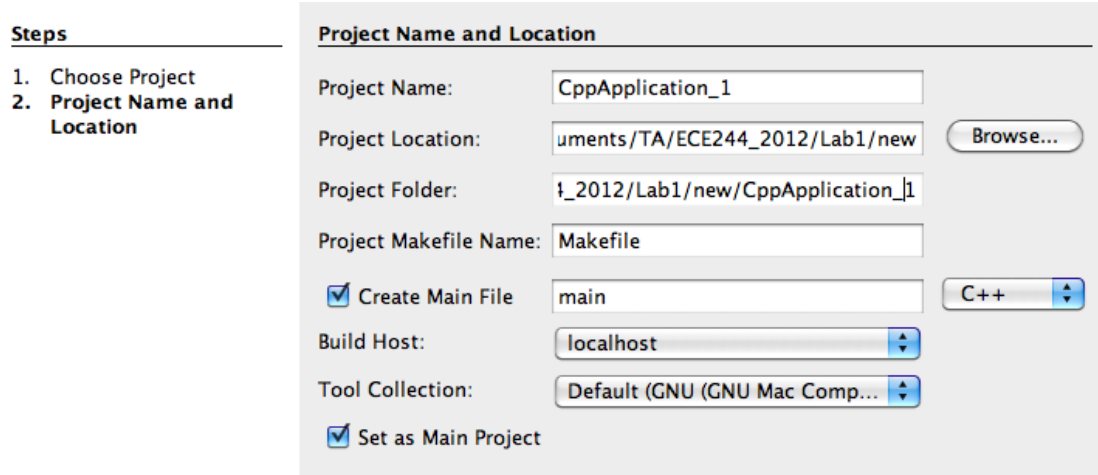 Steps
1. Choose Project
2. Project Name and
Location
Project Name and Location
Project Name: CppApplication_1
Project Location: uments/TA/ECE244_2012/Lab1/new Browse...
Project Folder: 4_2012/Lab1/new/CppApplication_1
Project Makefile Name: Makefile
Create Main File main C++
Build Host: localhost
Tool Collection: Default (GNU (GNU Mac Comp...
Set as Main Project